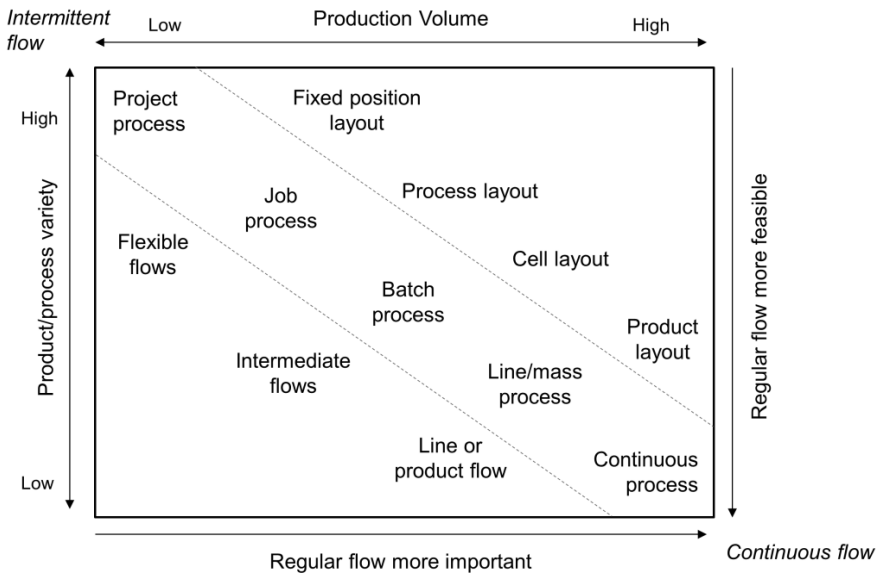 Intermittent
flow
Production Volume
Low
High
Project
process
Fixed position
layout
High
Job
process
Process layout
Flexible
flows
Cell layout
Product/process variety
Regular flow more feasible
Batch
process
Product
layout
Intermediate
flows
Line/mass
process
Line or
product flow
Continuous
process
Low
Regular flow more important
Continuous flow